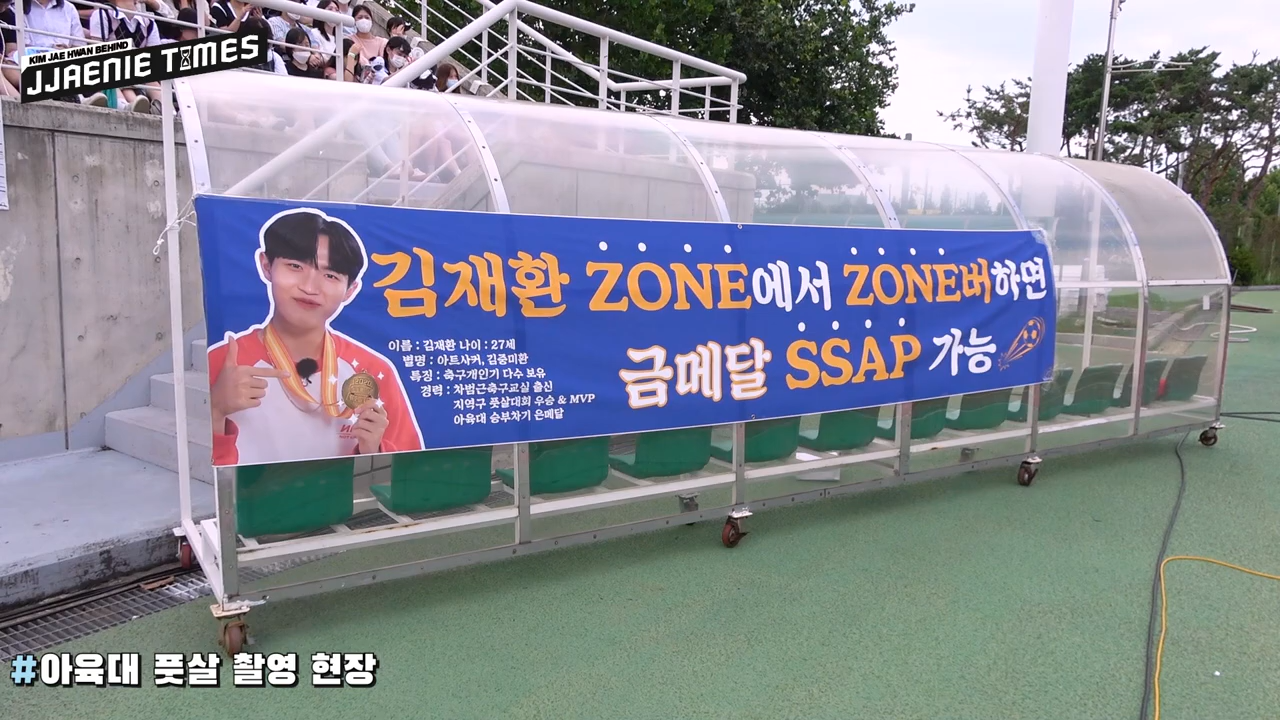 KIM JAE HWAN BEHIND
JJAENIE TIMES
김재환 ZONE에서 ZONE버하면
금메달 SSAP 가능
이름 : 김재환 나이 : 27세
별명 : 아트사커, 김중미환
특징 : 축구개인기 다수 보유
경력 : 차범근축구교실 출신
지역구 풋살대회 우승 & MVP
아육대 승부차기 은메달
#아육대 풋살 촬영 현장